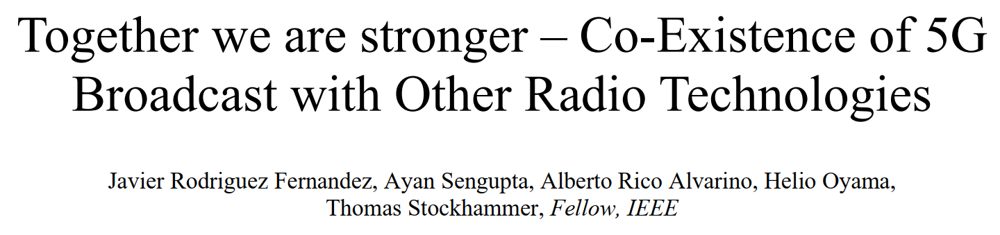 Together we are stronger – Co-Existence of 5G
Broadcast with Other Radio Technologies
Javier Rodriguez Fernandez, Ayan Sengupta, Alberto Rico Alvarino, Helio Oyama,
Thomas Stockhammer, Fellow, IEEE